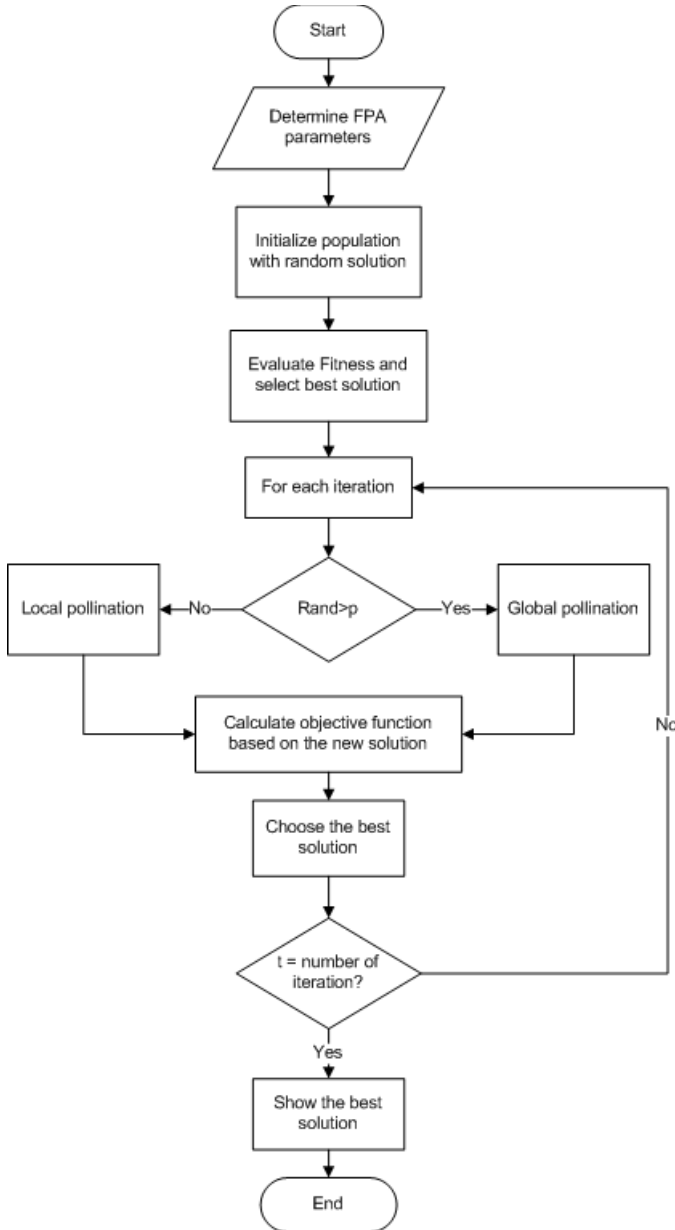 Start
Determine FPA
parameters
Initialize population
with random solution
Evaluate Fitness and
select best solution
For each iteration
Local pollination
No
Rand>p
Yes
Global pollination
Calculate objective function
based on the new solution
No
Choose the best
solution
t = number of
iteration?
Yes
Show the best
solution
End